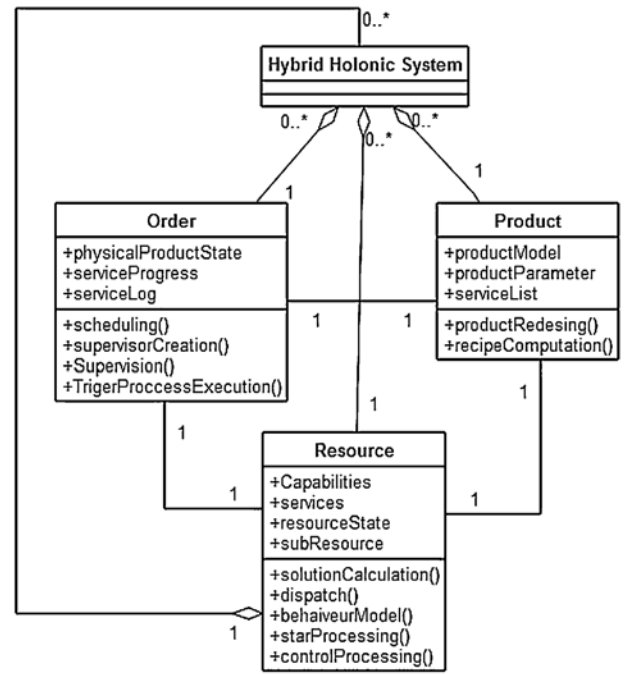 0..*
Hybrid Holonic System
0..*
0..*
0..*
1
1
Order
+physicalProductState
+serviceProgress
+serviceLog
+scheduling()
+supervisorCreation()
+Supervision()
+TrigerProccessExecution()
Product
+productModel
+productParameter
+serviceList
+productRedesing()
+recipeComputation()
1
1
1
1
1
1
1
Resource
+Capabilities
+services
+resourceState
+subResource
+solutionCalculation()
+dispatch()
+behaiveurModel()
+starProcessing()
+controlProcessing()
1